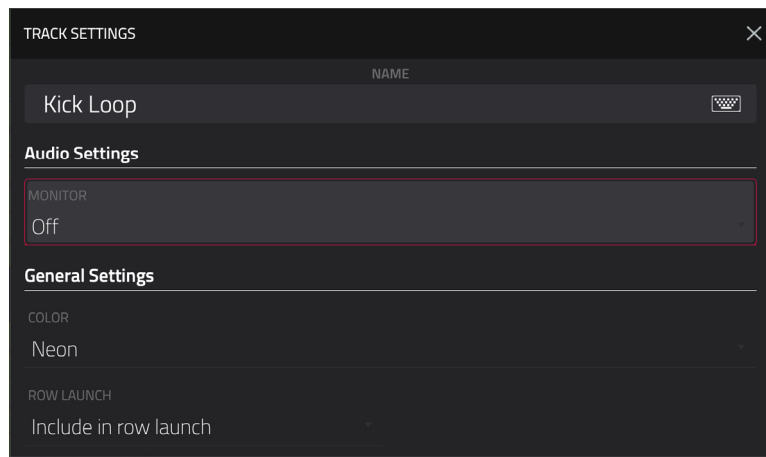 TRACK SETTINGS
NAME
Kick Loop
Audio Settings
MONITOR
Off
General Settings
COLOR
Neon
ROW LAUNCH
Include in row launch